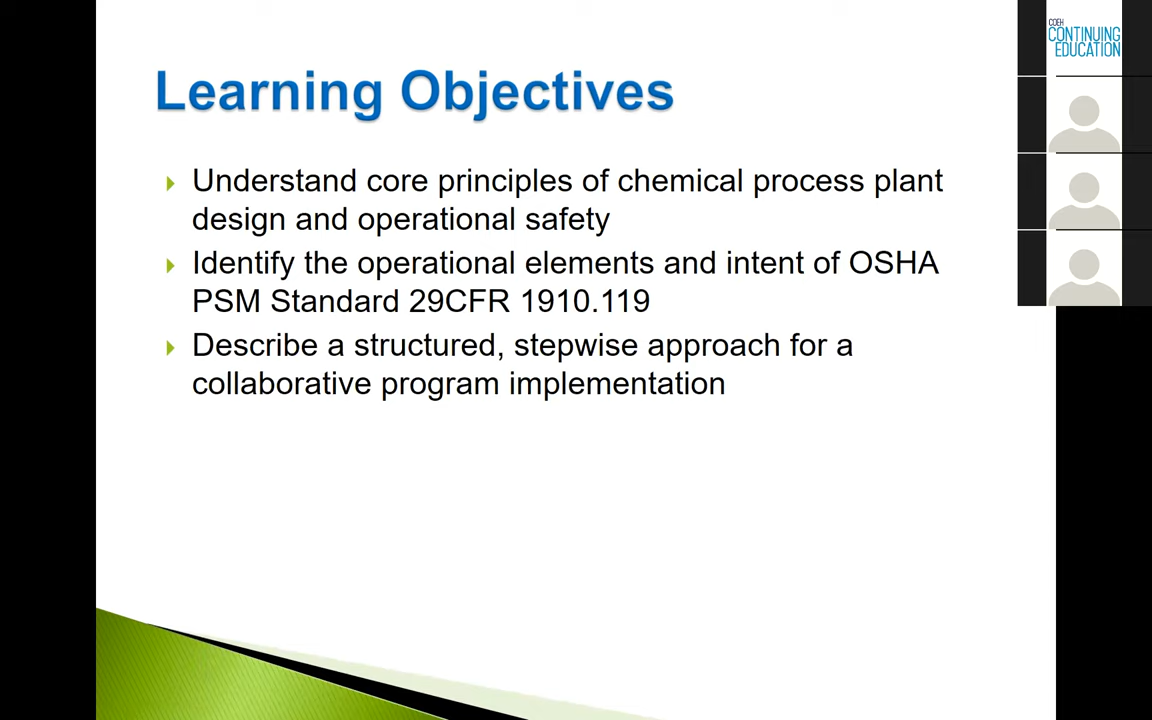 Learning Objectives
Understand core principles of chemical process plant
design and operational safety
Identify the operational elements and intent of OSHA
PSM Standard 29CFR 1910.119
Describe a structured, stepwise approach for a
collaborative program implementation
COEH
CONTINUING
EDUCATION